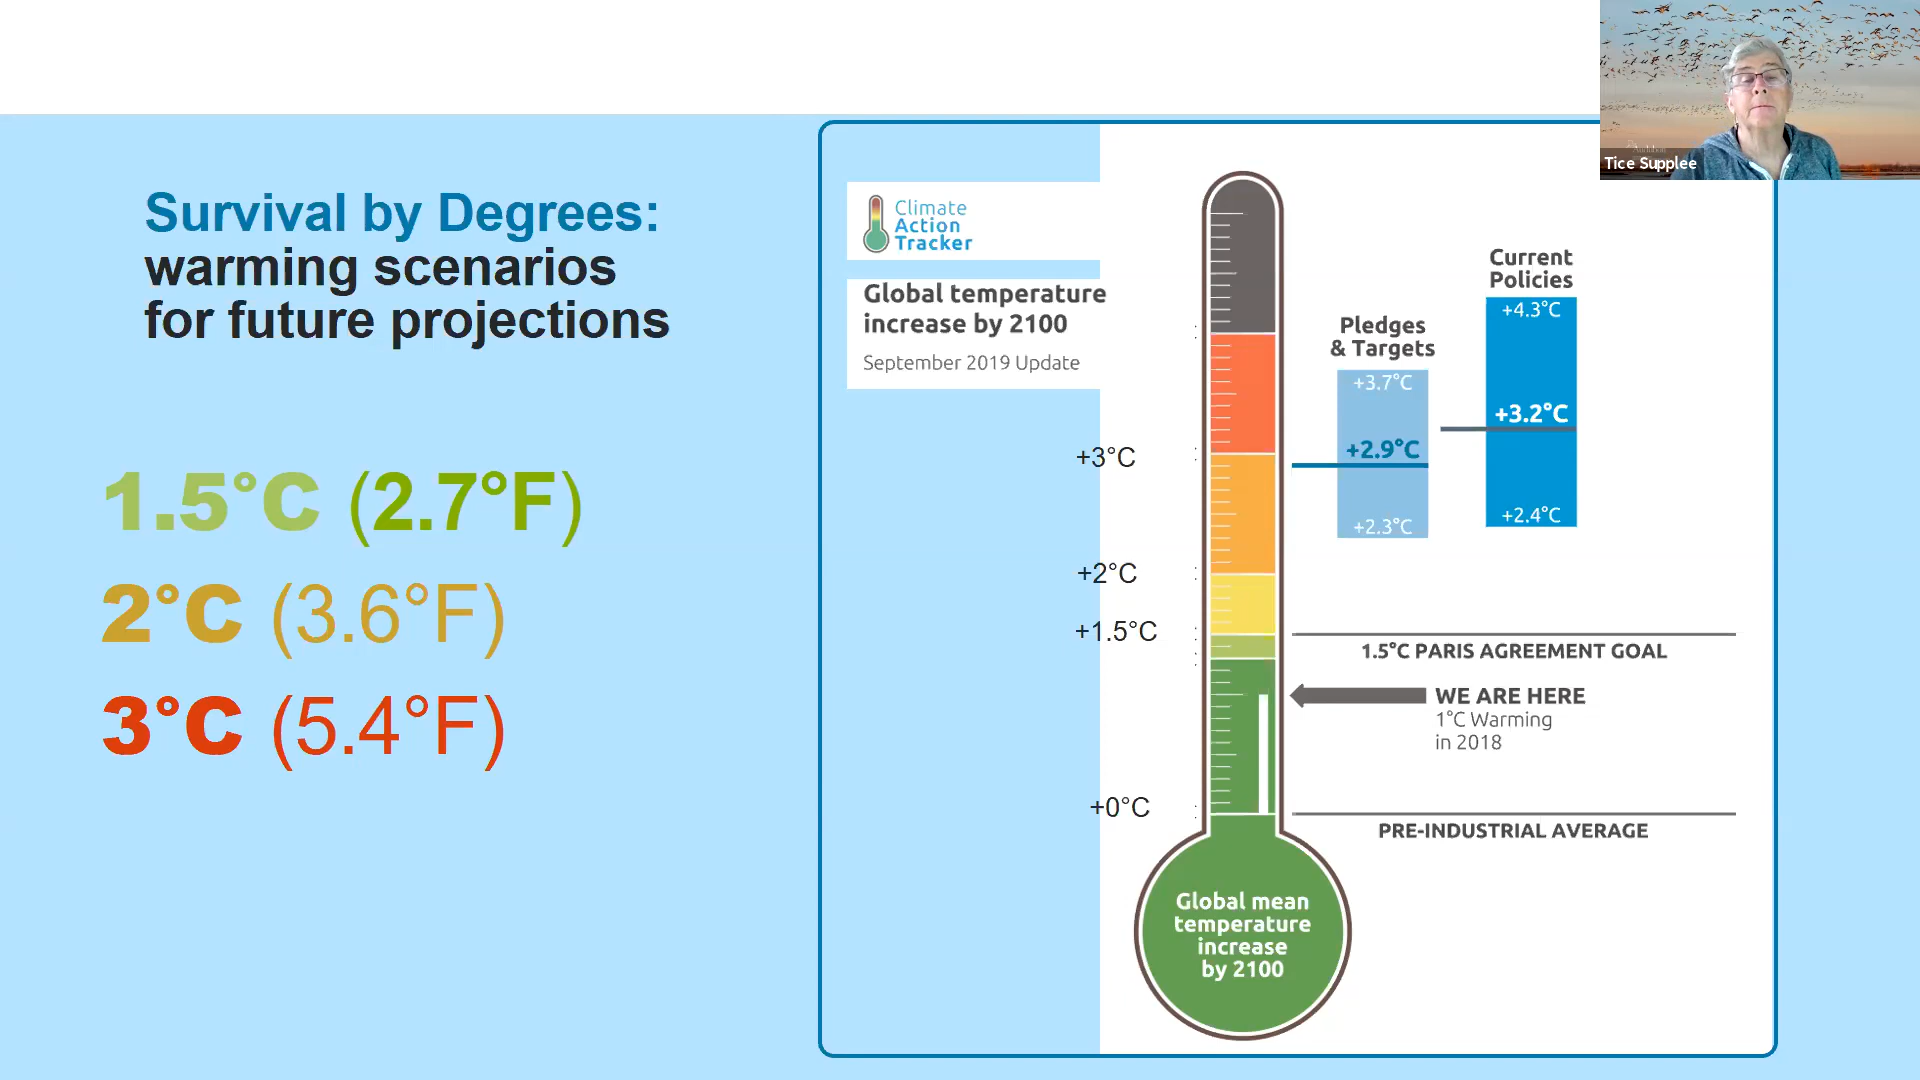 Survival by Degrees:
warming scenarios
for future projections
1.5°C (2.7°F)
2°C (3.6°F)
3°C (5.4°F)
Climate
Action
Tracker
Global temperature
increase by 2100
September 2019 Update
+3°C
+2°C
+1.5°C
+0°C
Pledges
& Targets
+3.7°C
+2.9°C
+2.3°C
Current
Policies
+4.3°C
+3.2°C
+2.4°C
1.5°C PARIS AGREEMENT GOAL
WE ARE HERE
1°C Warming
in 2018
PRE-INDUSTRIAL AVERAGE
Global mean
temperature
increase
by 2100
Audubon
Tice Supplee